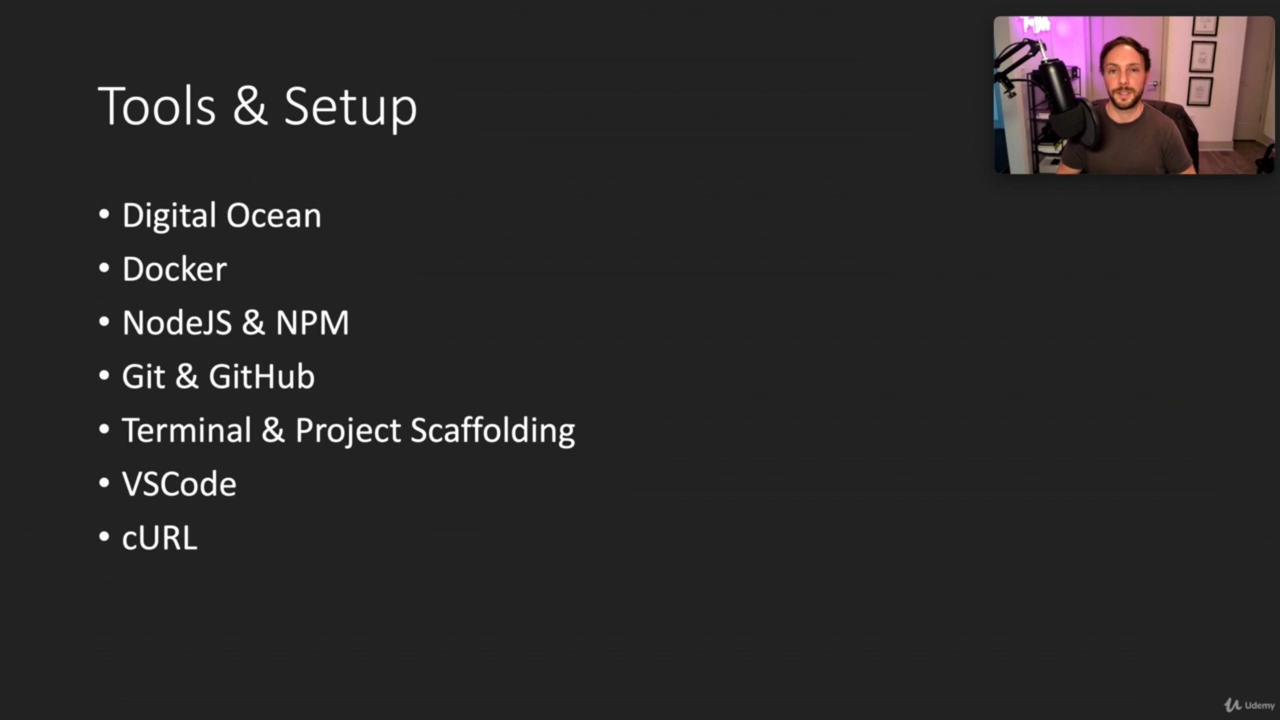 Tools & Setup
• Digital Ocean
• Docker
• NodeJS & NPM
• Git & GitHub
• Terminal & Project Scaffolding
• VSCode
• cURL
Udemy